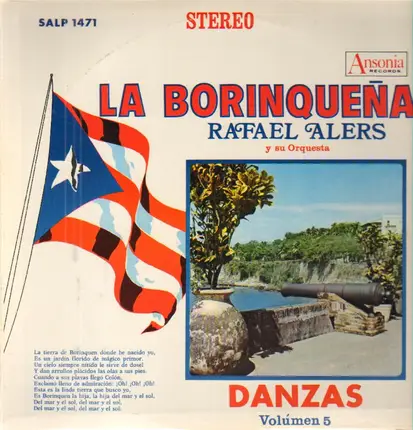 SALP 1471
STEREO
Ansonia
RECORDS
LA BORINQUEÑA
RAFAEL ALERS
y su Orquesta
La tierra de Borinquen donde he nacido yo,
Es un jardín florido de mágico primor.
Un cielo siempre nítido le sirve de dosel
Y dan arrullos plácidos las olas a sus pies.
Cuando a sus playas llegó Colón,
Exclamó lleno de admiración: ¡Oh! ¡Oh! ¡Oh!
Esta es la linda tierra que busco yo,
Es Borinquen la hija, la hija del mar y el sol.
Del mar y el sol, del mar y el sol.
Del mar y el sol, del mar y el sol.
DANZAS
Volúmen 5